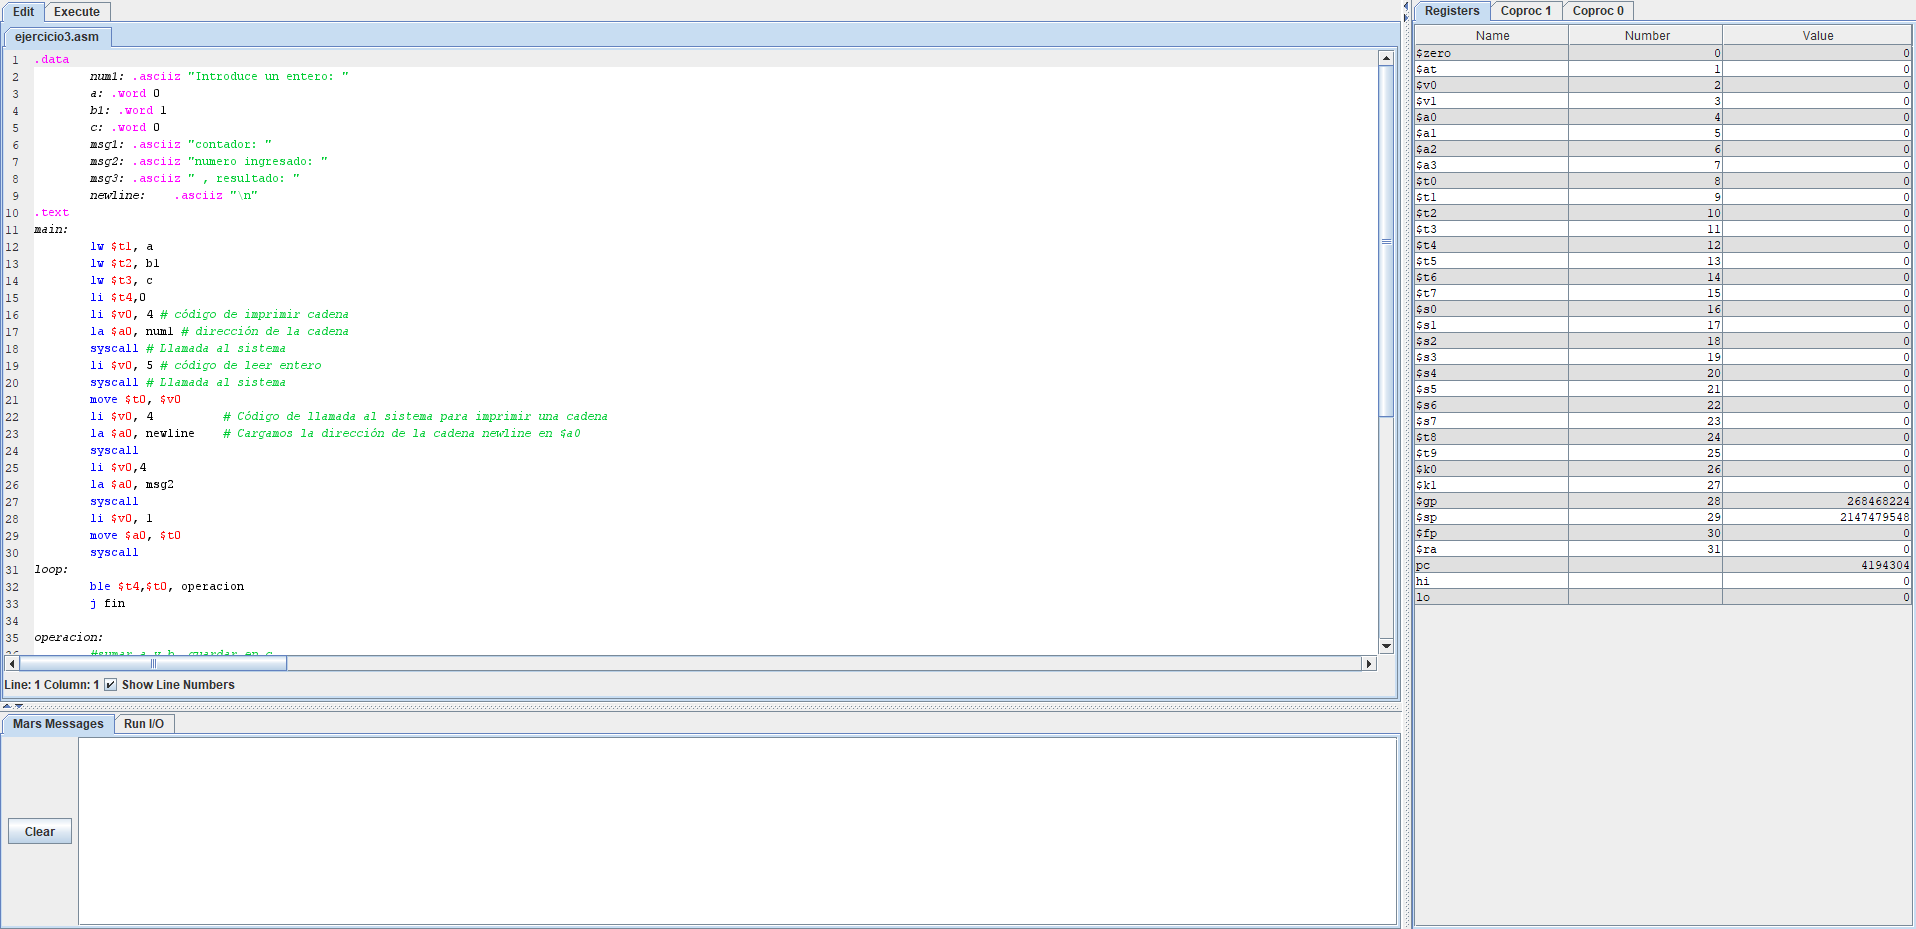 Edit Execute
ejercicio3.asm
1 .data
2 num1: .asciiz "Introduce un entero: "
3 a: .word 0
4 b1: .word 1
5 c: .word 0
6 msg1: .asciiz "contador: "
7 msg2: .asciiz "numero ingresado: "
8 msg3: .asciiz " , resultado: "
9 newline: .asciiz "\n"
10 .text
11 main:
12 lw $t1, a
13 lw $t2, b1
14 lw $t3, c
15 li $t4,0
16 li $v0, 4 # código de imprimir cadena
17 la $a0, num1 # dirección de la cadena
18 syscall # Llamada al sistema
19 li $v0, 5 # código de leer entero
20 syscall # Llamada al sistema
21 move $t0, $v0
22 li $v0, 4 # Código de llamada al sistema para imprimir una cadena
23 la $a0, newline # Cargamos la dirección de la cadena newline en $a0
24 syscall
25 li $v0,4
26 la $a0, msg2
27 syscall
28 li $v0, 1
29 move $a0, $t0
30 syscall
31 loop:
32 ble $t4,$t0, operacion
33 j fin
34
35 operacion:
36 #sumar a y b, guardar en c
Line: 1 Column: 1 Show Line Numbers
Mars Messages Run I/O
Clear
Registers Coproc 1 Coproc 0
Name Number Value
$zero 0 0
$at 1 0
$v0 2 0
$v1 3 0
$a0 4 0
$a1 5 0
$a2 6 0
$a3 7 0
$t0 8 0
$t1 9 0
$t2 10 0
$t3 11 0
$t4 12 0
$t5 13 0
$t6 14 0
$t7 15 0
$s0 16 0
$s1 17 0
$s2 18 0
$s3 19 0
$s4 20 0
$s5 21 0
$s6 22 0
$s7 23 0
$t8 24 0
$t9 25 0
$k0 26 0
$k1 27 0
$gp 28 268468224
$sp 29 2147479548
$fp 30 0
$ra 31 0
pc 4194304
hi 0
lo 0